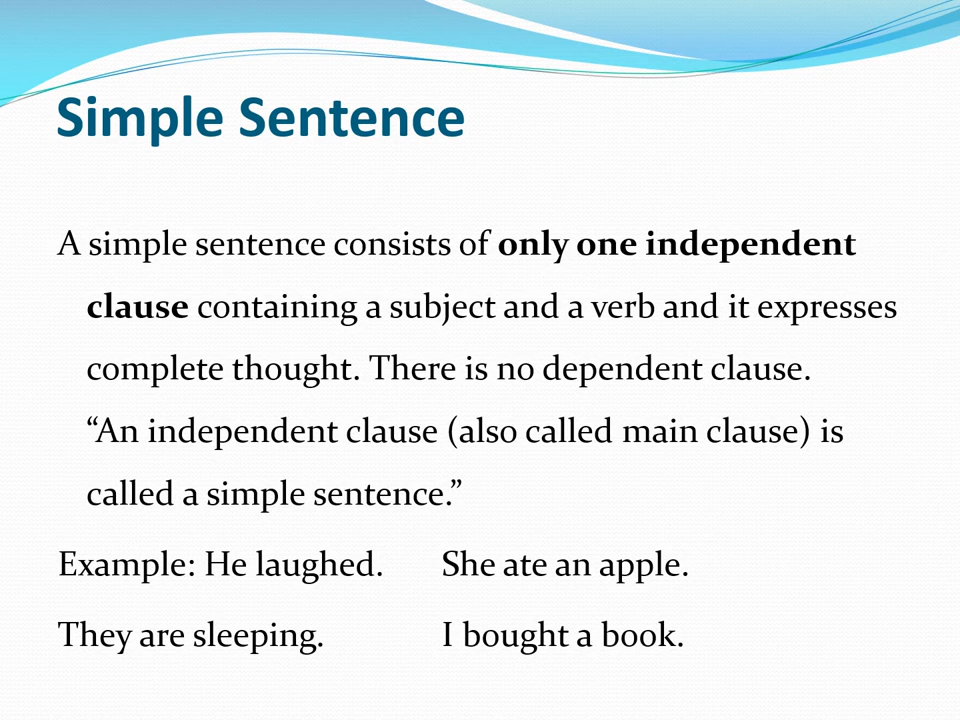 Simple Sentence
A simple sentence consists of only one independent
clause containing a subject and a verb and it expresses
complete thought. There is no dependent clause.
“An independent clause (also called main clause) is
called a simple sentence.”
Example: He laughed. She ate an apple.
They are sleeping. I bought a book.